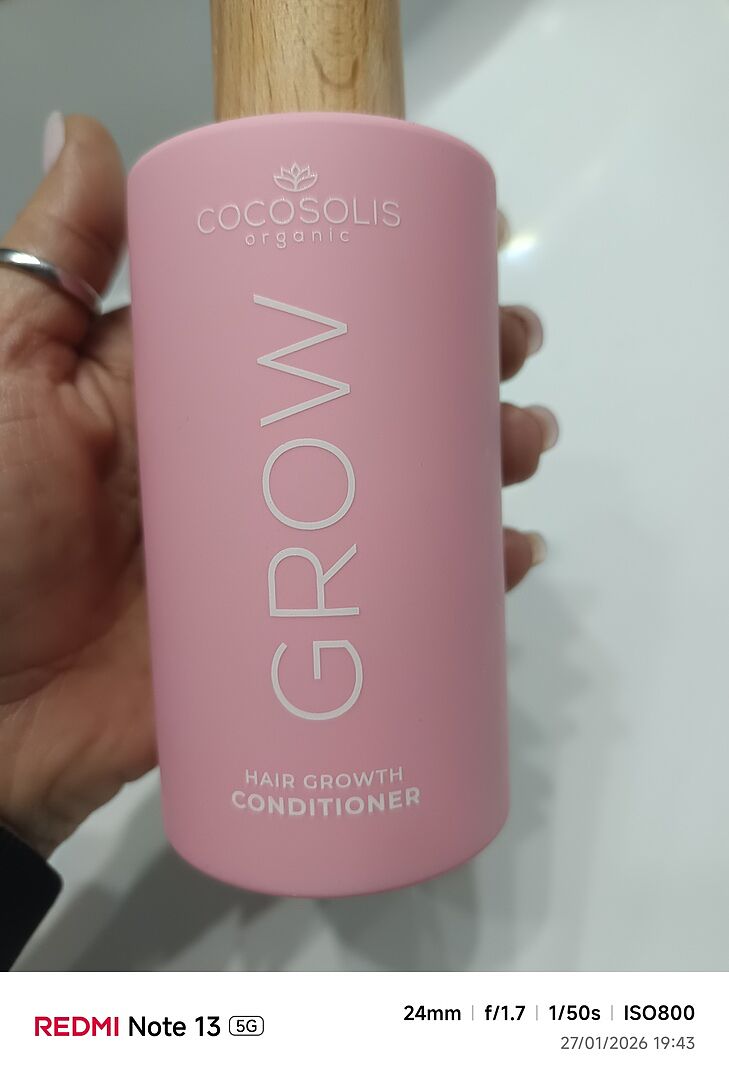 COCOSOLIS
organic
GROW
HAIR GROWTH
CONDITIONER
REDMI Note 13 5G
24mm | f/1.7 | 1/50s | ISO800
27/01/2026 19:43